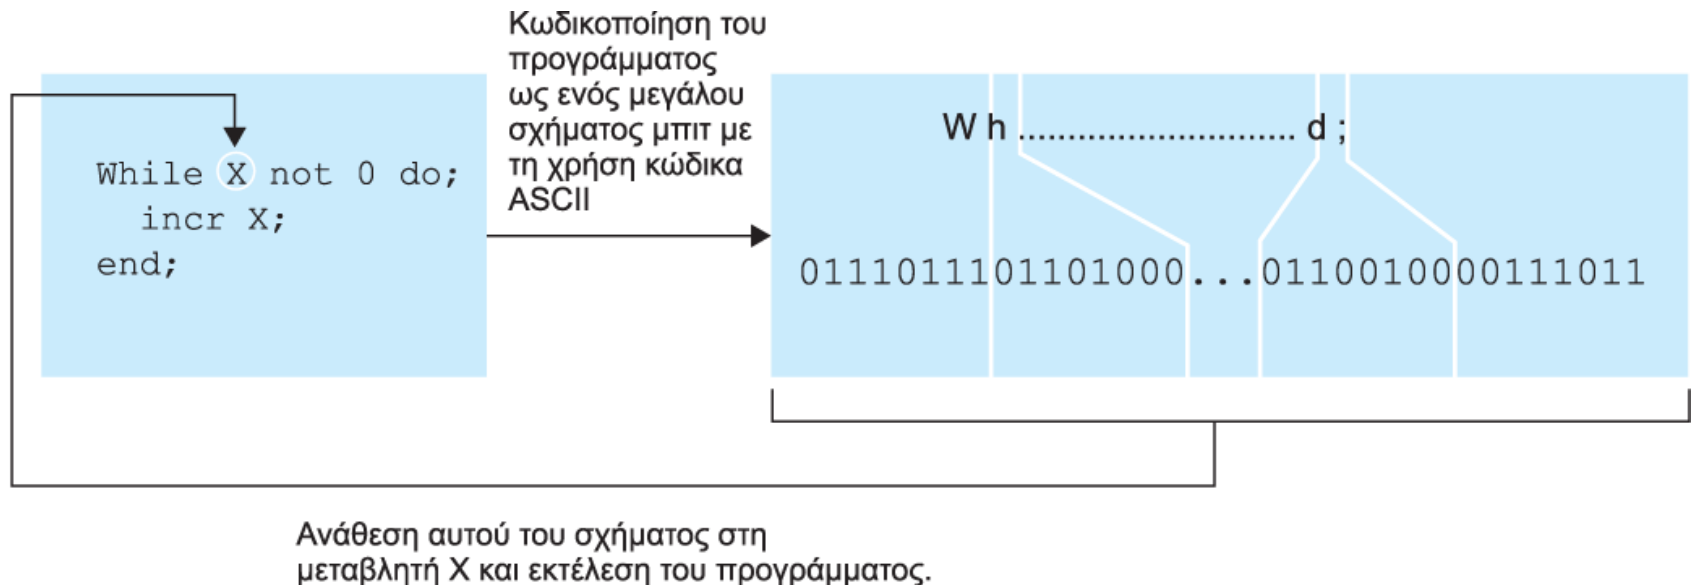 Κωδικοποίηση του
προγράμματος
ως ενός μεγάλου
σχήματος μπιτ με
τη χρήση κώδικα
ASCII
While X not 0 do;
incr X;
end;
W h ............................ d ;
0111011101101000...0110010000111011
Ανάθεση αυτού του σχήματος στη
μεταβλητή X και εκτέλεση του προγράμματος.